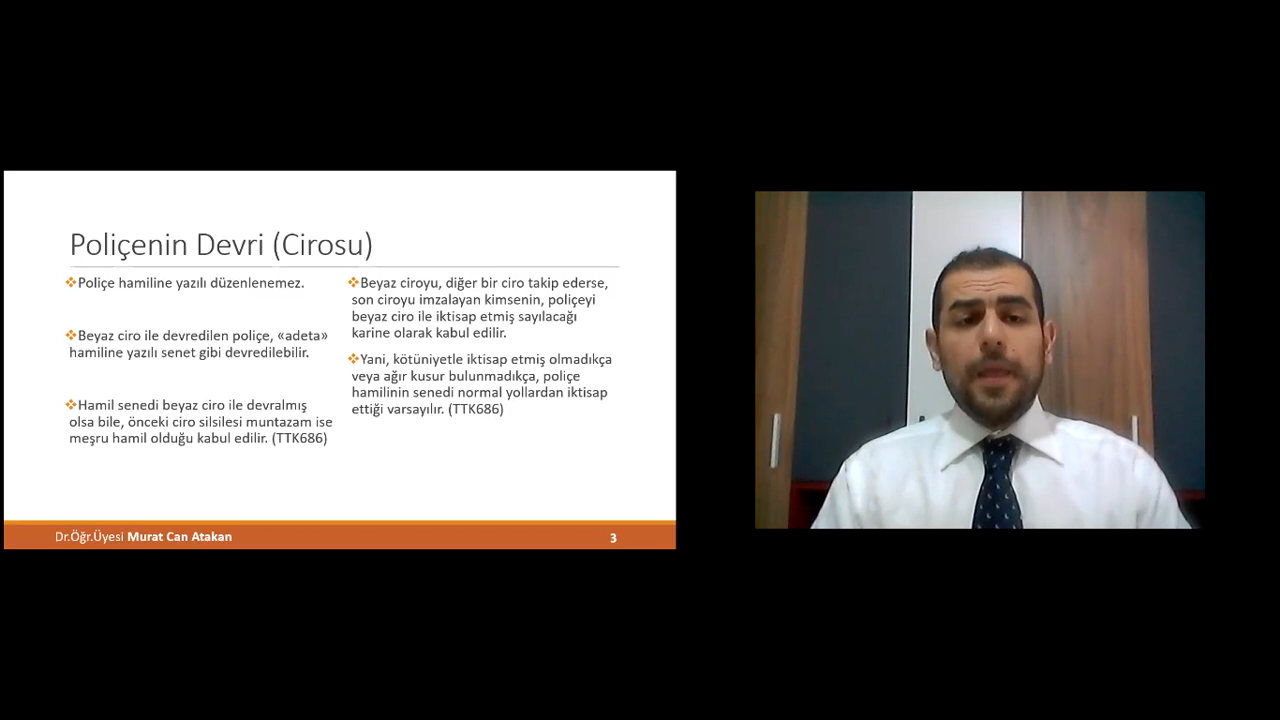 Poliçenin Devri (Cirosu)
❖Poliçe hamiline yazılı düzenlenemez.
❖Beyaz ciro ile devredilen poliçe, «adeta»
hamiline yazılı senet gibi devredilebilir.
❖Hamil senedi beyaz ciro ile devralmış
olsa bile, önceki ciro silsilesi muntazam ise
meşru hamil olduğu kabul edilir. (TTK686)
❖Beyaz ciroyu, diğer bir ciro takip ederse,
son ciroyu imzalayan kimsenin, poliçeyi
beyaz ciro ile iktisap etmiş sayılacağı
karine olarak kabul edilir.
❖Yani, kötüniyetle iktisap etmiş olmadıkça
veya ağır kusur bulunmadıkça, poliçe
hamilinin senedi normal yollardan iktisap
ettiği varsayılır. (TTK686)
Dr.Öğr.Üyesi Murat Can Atakan
3